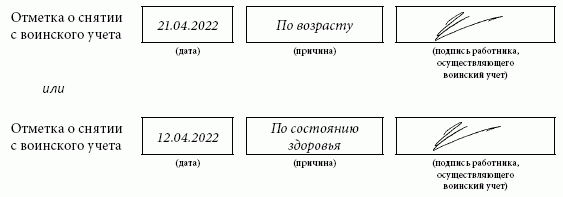 Отметка о снятии
с воинского учета
21.04.2022
По возрасту
(дата)
(причина)
(подпись работника,
осуществляющего
воинский учет)
или
Отметка о снятии
с воинского учета
12.04.2022
По состоянию
здоровья
(дата)
(причина)
(подпись работника,
осуществляющего
воинский учет)